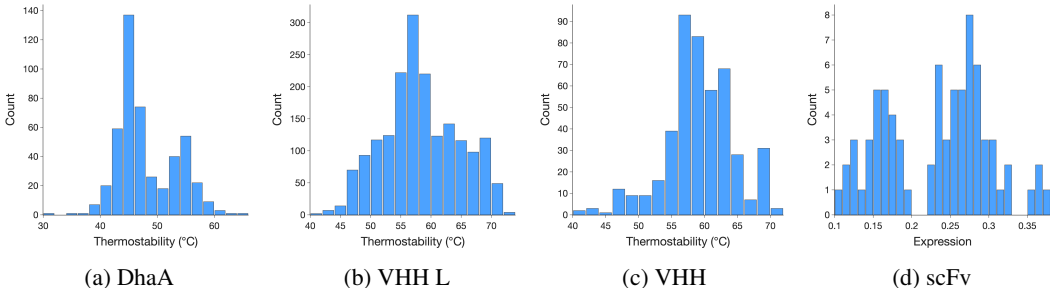 140
120
100
80
60
40
20
0
Count
30 40 50 60
Thermostability (°C)
(a) DhaA
300
250
200
150
100
50
0
Count
40 45 50 55 60 65 70
Thermostability (°C)
(b) VHH L
90
80
70
60
50
40
30
20
10
0
Count
40 45 50 55 60 65 70
Thermostability (°C)
(c) VHH
8
7
6
5
4
3
2
1
0
Count
0.1 0.15 0.2 0.25 0.3 0.35
Expression
(d) scFv